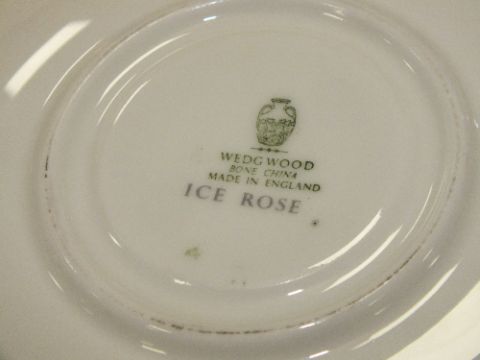 WEDGWOOD
BONE CHINA
MADE IN ENGLAND
ICE ROSE